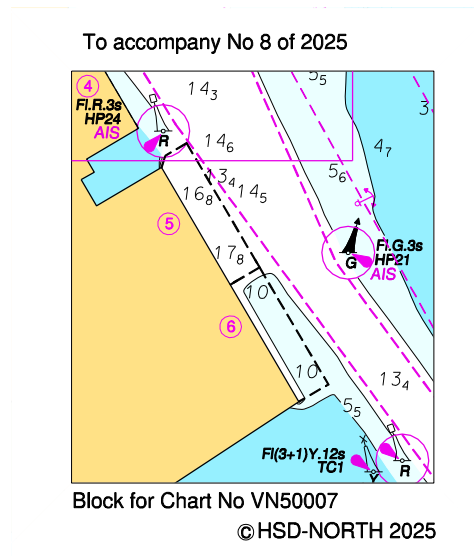 To accompany No 8 of 2025
4
Fl.R.3s
HP24
AIS
R
14₃
5₅
3
14₆
4₇
13₄
5₆
16₈
14₅
5
Fl.G.3s
HP21
AIS
G
17₈
10
6
10
13₄
5₅
Fl(3+1)Y.12s
TC1
R
Y
Block for Chart No VN50007
©HSD-NORTH 2025